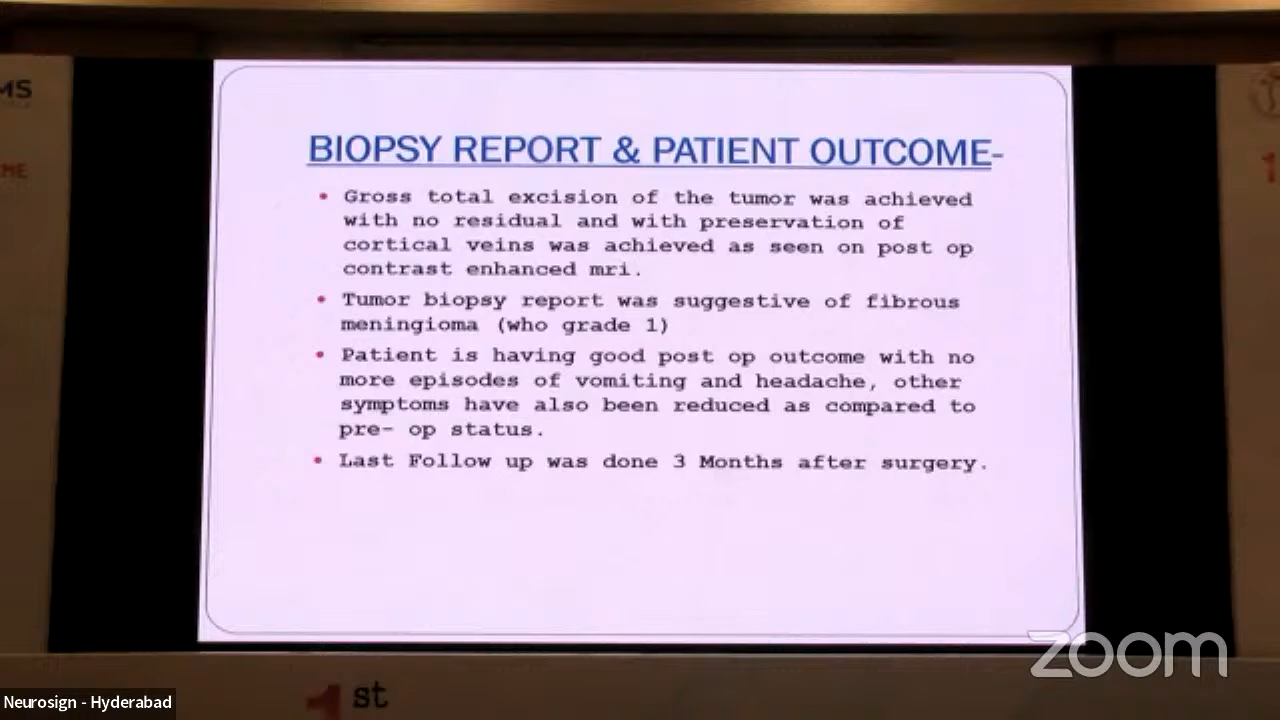 MS
ME
BIOPSY REPORT & PATIENT OUTCOME-
• Gross total excision of the tumor was achieved
with no residual and with preservation of
cortical veins was achieved as seen on post op
contrast enhanced mri.
• Tumor biopsy report was suggestive of fibrous
meningioma (who grade 1)
• Patient is having good post op outcome with no
more episodes of vomiting and headache, other
symptoms have also been reduced as compared to
pre- op status.
• Last Follow up was done 3 Months after surgery.
zoom
Neurosign - Hyderabad
1st